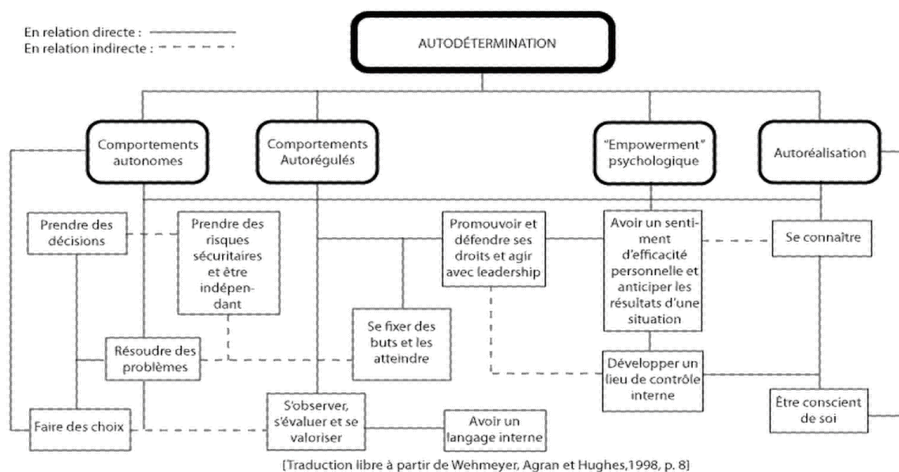 En relation directe :
En relation indirecte :
AUTODÉTERMINATION
Comportements
autonomes
Comportements
Autorégulés
"Empowerment"
psychologique
Autoréalisation
Prendre des
décisions
Prendre des
risques
sécuritaires
et être
indépen-
dant
Promouvoir et
défendre ses
droits et agir
avec leadership
Avoir un senti-
ment
d'efficacité
personnelle et
anticiper les
résultats d'une
situation
Se connaître
Se fixer des
buts et les
atteindre
Résoudre des
problèmes
Développer un
lieu de contrôle
interne
Faire des choix
S'observer,
s'évaluer et se
valoriser
Avoir un
langage interne
Être conscient
de soi
[Traduction libre à partir de Wehmeyer, Agran et Hughes,1998, p. 8]